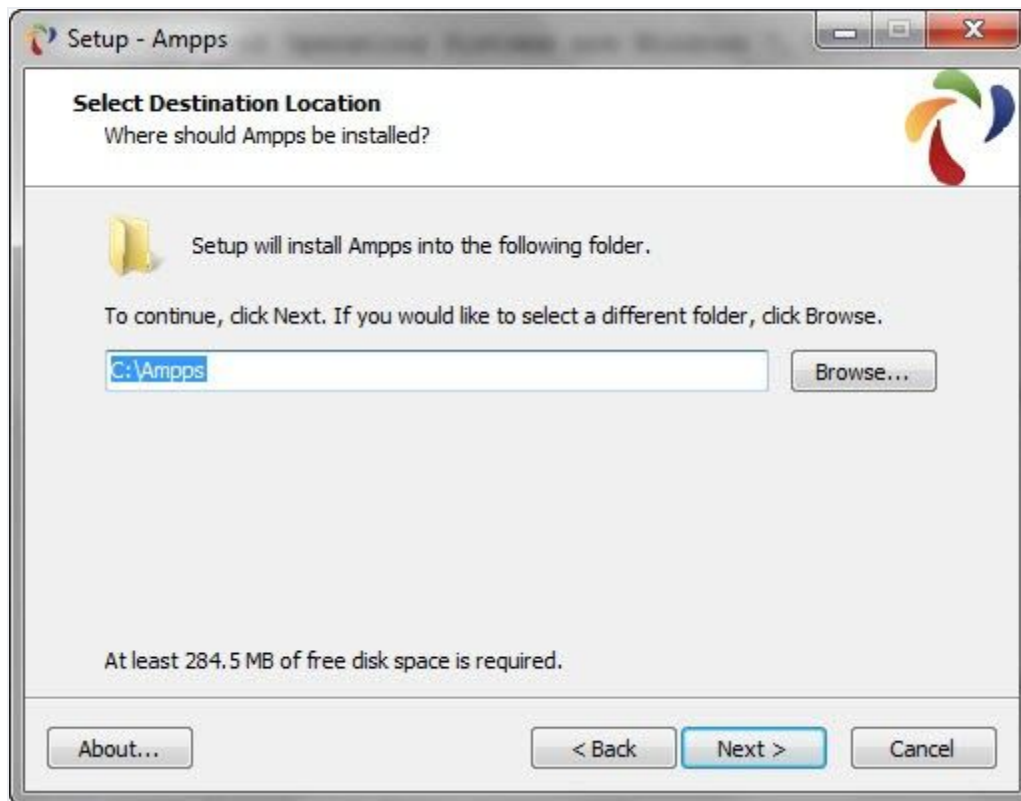 Setup - Ampps
Select Destination Location
Where should Ampps be installed?
Setup will install Ampps into the following folder.
To continue, click Next. If you would like to select a different folder, click Browse.
C:\Ampps
Browse...
At least 284.5 MB of free disk space is required.
About...
< Back
Next >
Cancel